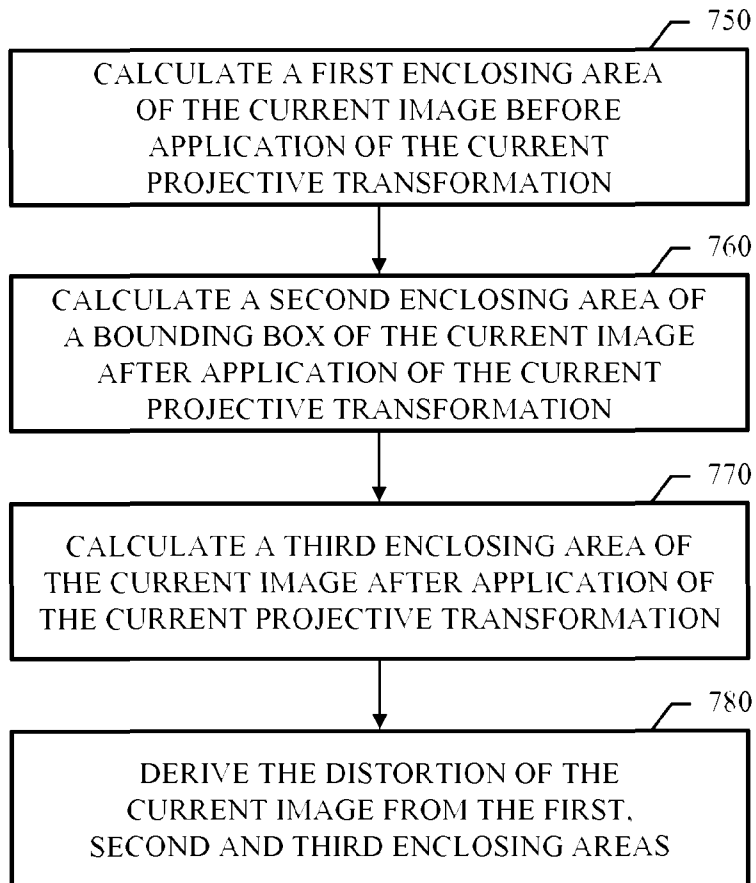 750
CALCULATE A FIRST ENCLOSING AREA
OF THE CURRENT IMAGE BEFORE
APPLICATION OF THE CURRENT
PROJECTIVE TRANSFORMATION
760
CALCULATE A SECOND ENCLOSING AREA OF
A BOUNDING BOX OF THE CURRENT IMAGE
AFTER APPLICATION OF THE CURRENT
PROJECTIVE TRANSFORMATION
770
CALCULATE A THIRD ENCLOSING AREA OF
THE CURRENT IMAGE AFTER APPLICATION OF
THE CURRENT PROJECTIVE TRANSFORMATION
780
DERIVE THE DISTORTION OF THE
CURRENT IMAGE FROM THE FIRST,
SECOND AND THIRD ENCLOSING AREAS